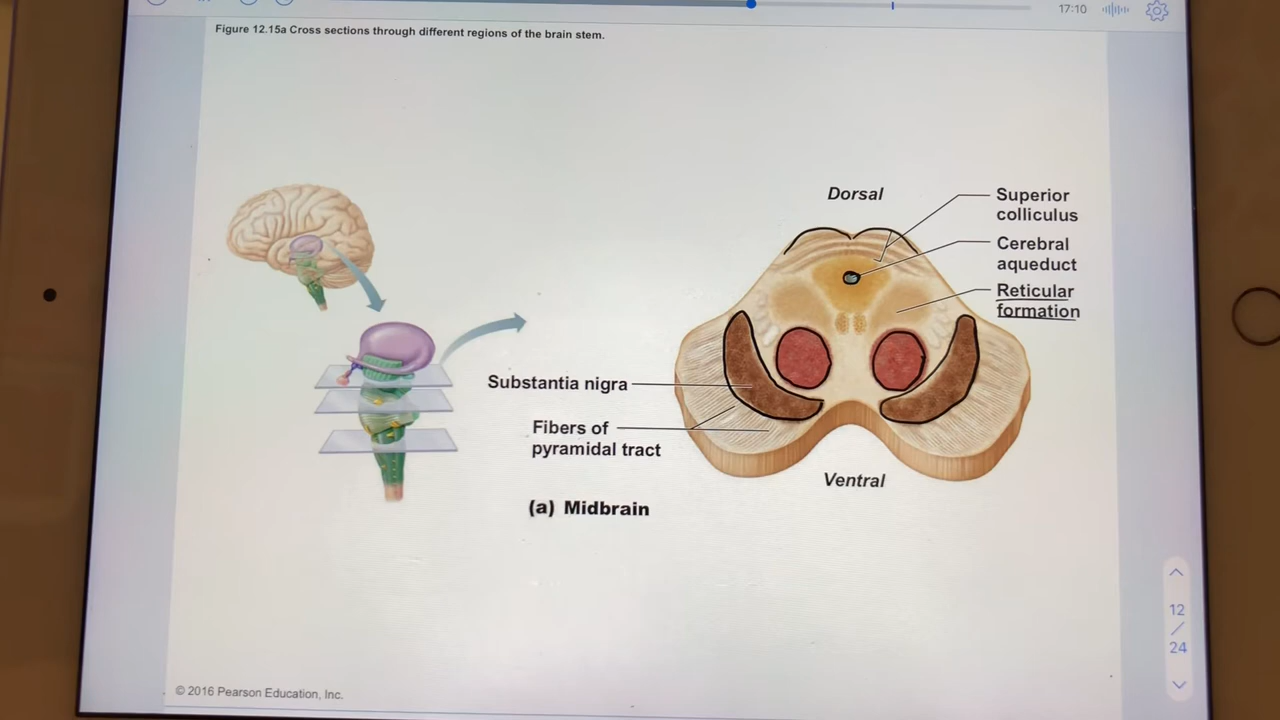 17:10
Figure 12.15a Cross sections through different regions of the brain stem.
Dorsal
Superior
colliculus
Cerebral
aqueduct
Reticular
formation
Substantia nigra
Fibers of
pyramidal tract
Ventral
(a) Midbrain
12
/
24
© 2016 Pearson Education, Inc.